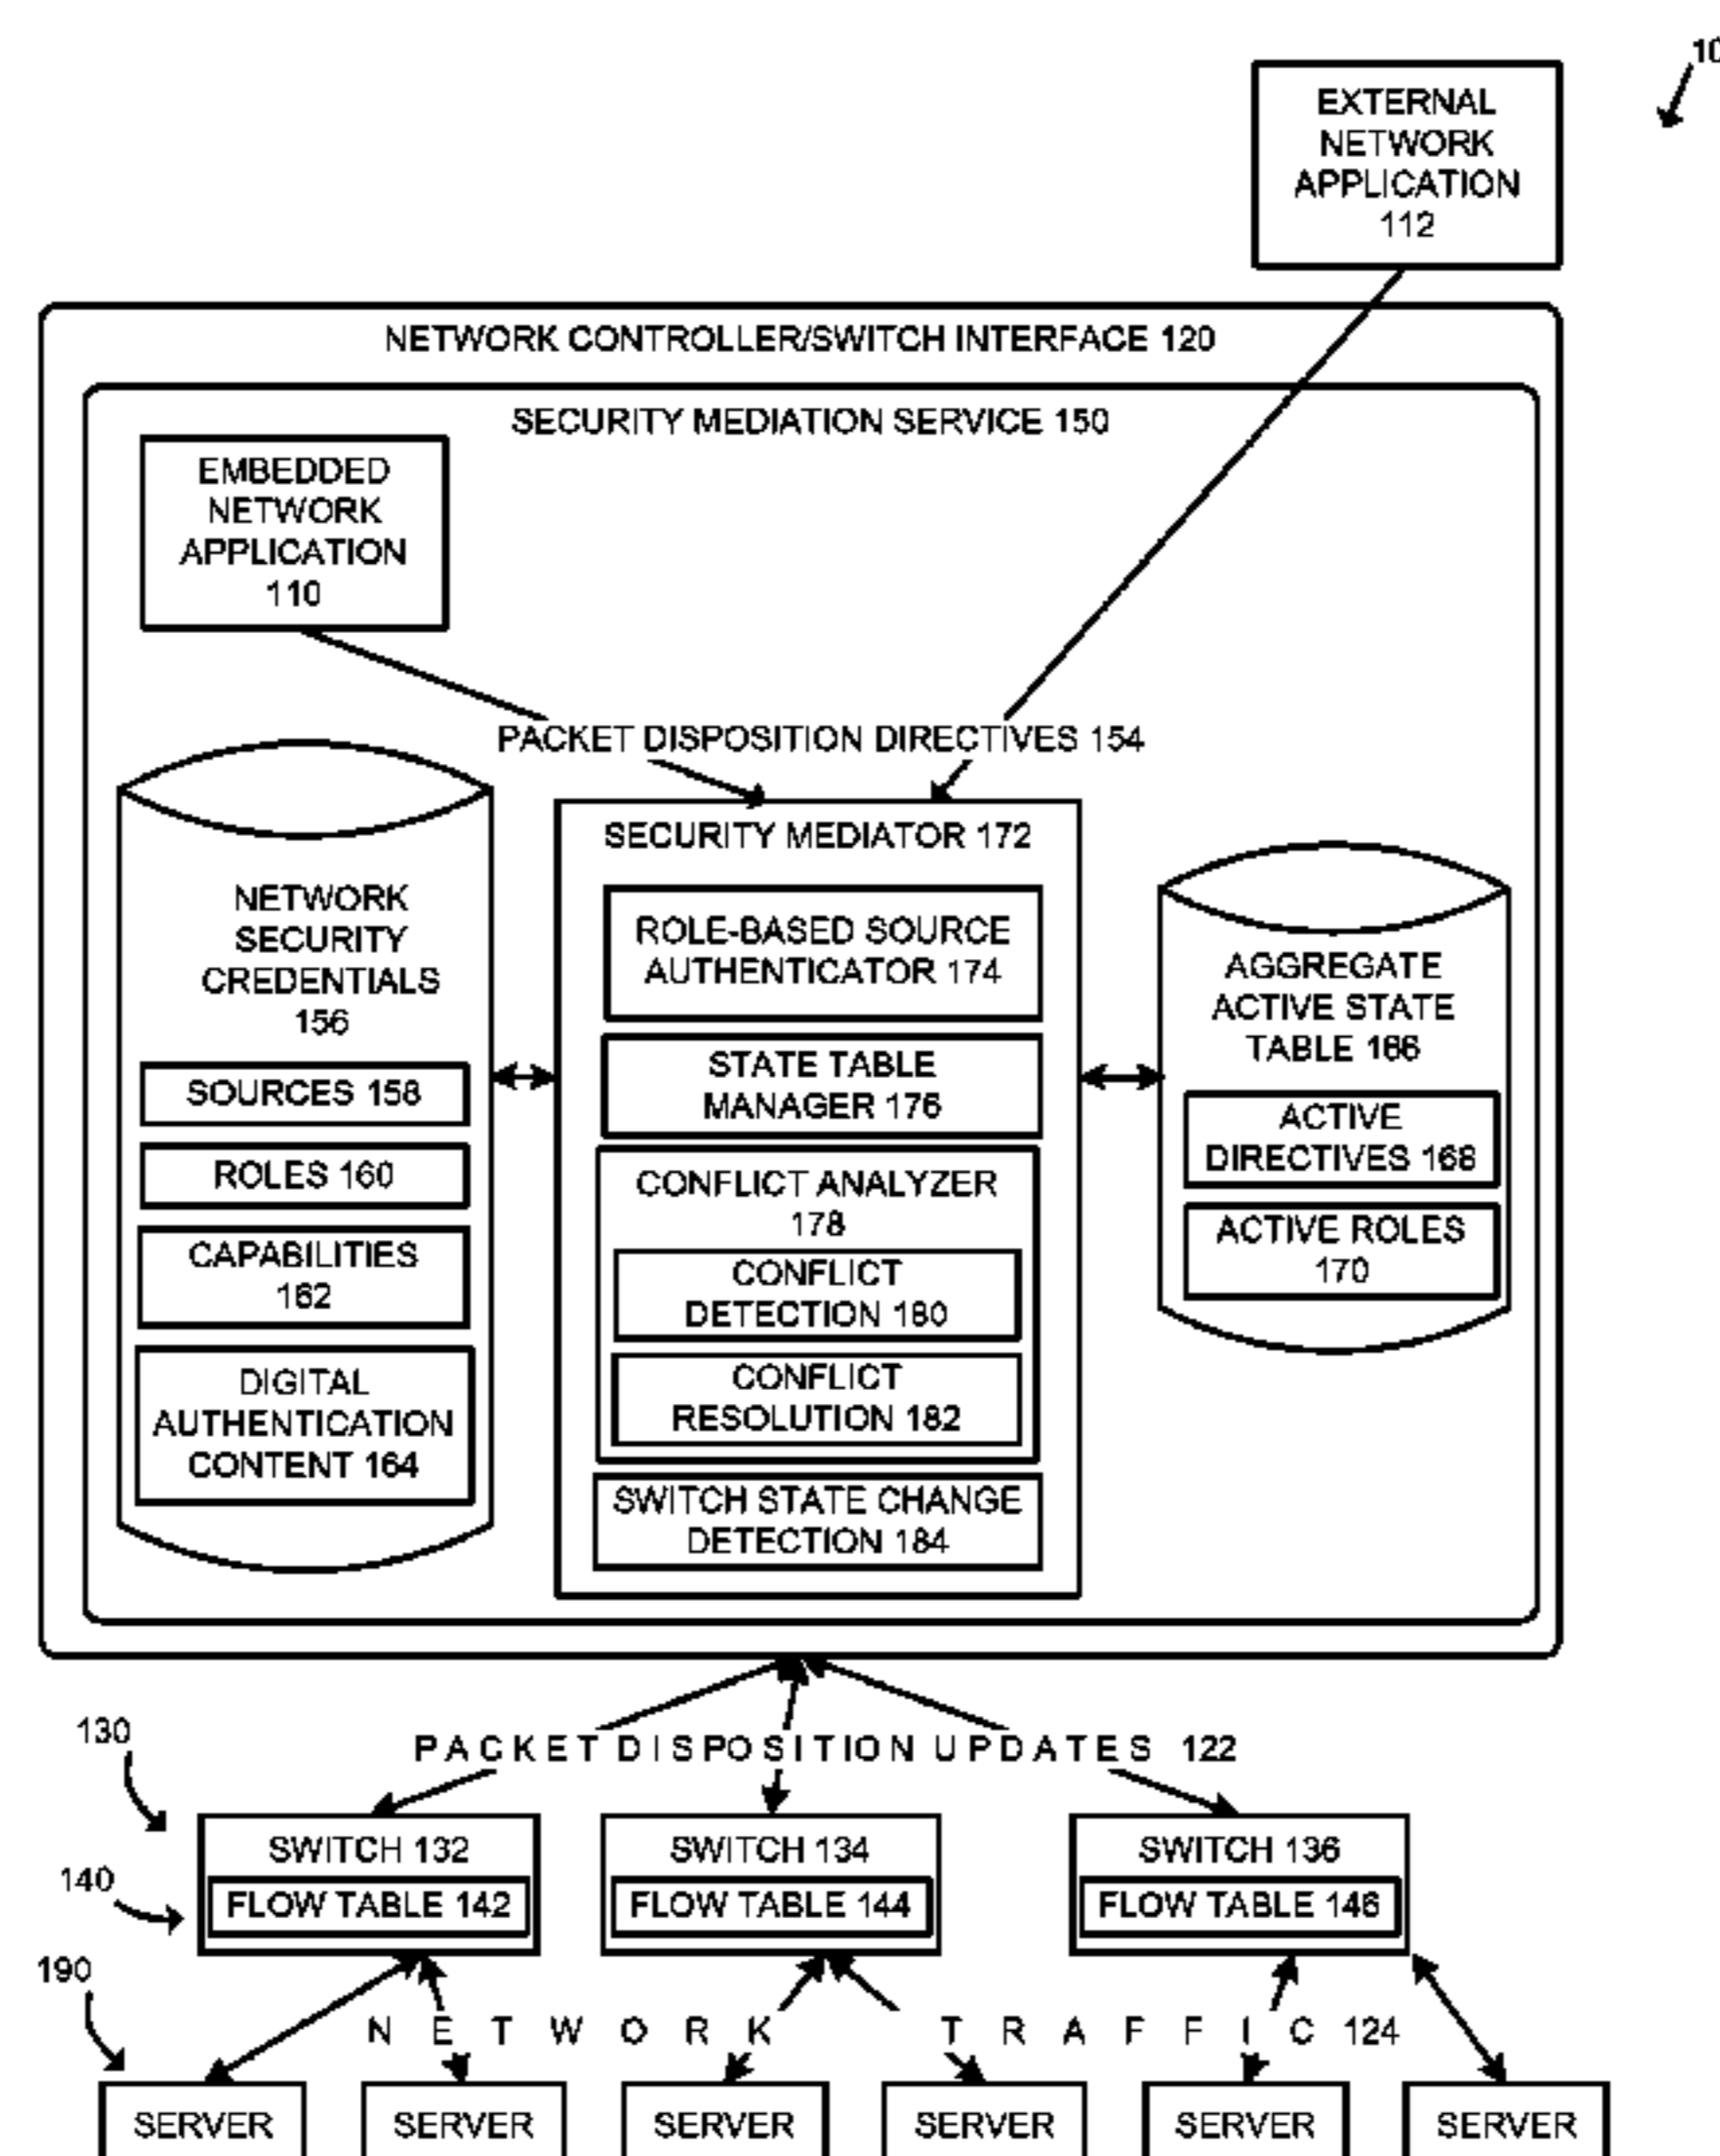 10
EXTERNAL
NETWORK
APPLICATION
112
NETWORK CONTROLLER/SWITCH INTERFACE 120
SECURITY MEDIATION SERVICE 150
EMBEDDED
NETWORK
APPLICATION
110
PACKET DISPOSITION DIRECTIVES 154
NETWORK
SECURITY
CREDENTIALS
156
SOURCES 158
ROLES 160
CAPABILITIES
162
DIGITAL
AUTHENTICATION
CONTENT 164
SECURITY MEDIATOR 172
ROLE-BASED SOURCE
AUTHENTICATOR 174
STATE TABLE
MANAGER 176
CONFLICT ANALYZER
178
CONFLICT
DETECTION 180
CONFLICT
RESOLUTION 182
SWITCH STATE CHANGE
DETECTION 184
AGGREGATE
ACTIVE STATE
TABLE 166
ACTIVE
DIRECTIVES 168
ACTIVE ROLES
170
130
PACKET DISPOSITION UPDATES 122
SWITCH 132
SWITCH 134
SWITCH 136
140
FLOW TABLE 142
FLOW TABLE 144
FLOW TABLE 146
190
NETWORK TRAFFIC 124
SERVER
SERVER
SERVER
SERVER
SERVER
SERVER